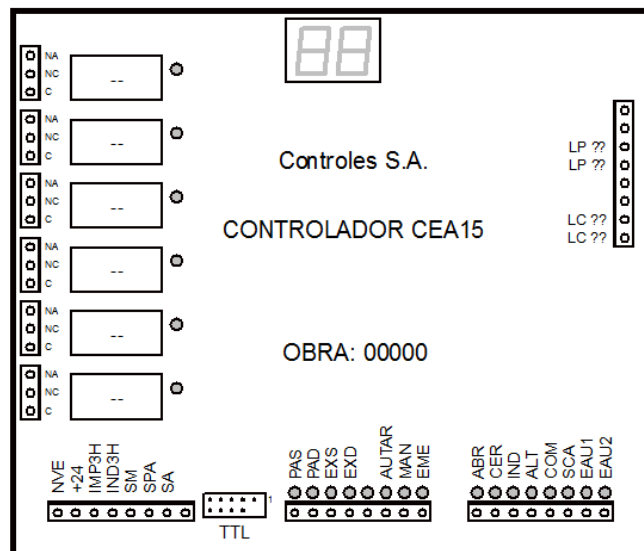 NA
NC
C
--
NA
NC
C
--
NA
NC
C
--
NA
NC
C
--
NA
NC
C
--
NA
NC
C
--
88
Controles S.A.
CONTROLADOR CEA15
OBRA: 00000
LP ??
LP ??
LC ??
LC ??
NVE
+24
IMP3H
IND3H
SM
SPA
SA
1
TTL
PAS
PAD
EXS
EXD
AUTAR
MAN
EME
ABR
CER
IND
ALT
COM
SCA
EAU1
EAU2